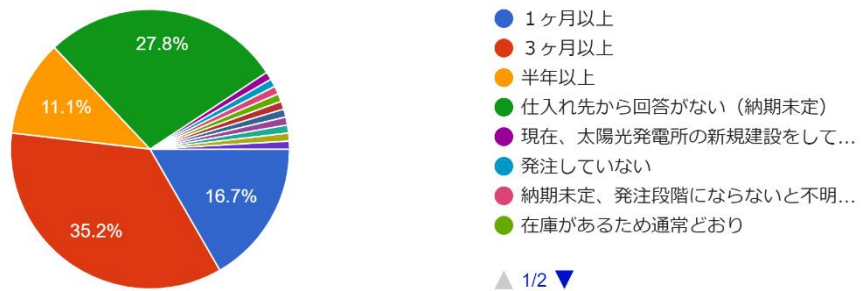 27.8%
11.1%
35.2%
16.7%
１ヶ月以上
３ヶ月以上
半年以上
仕入れ先から回答がない（納期未定）
現在、太陽光発電所の新規建設をして...
発注していない
納期未定、発注段階にならないと不明...
在庫があるため通常どおり
1/2